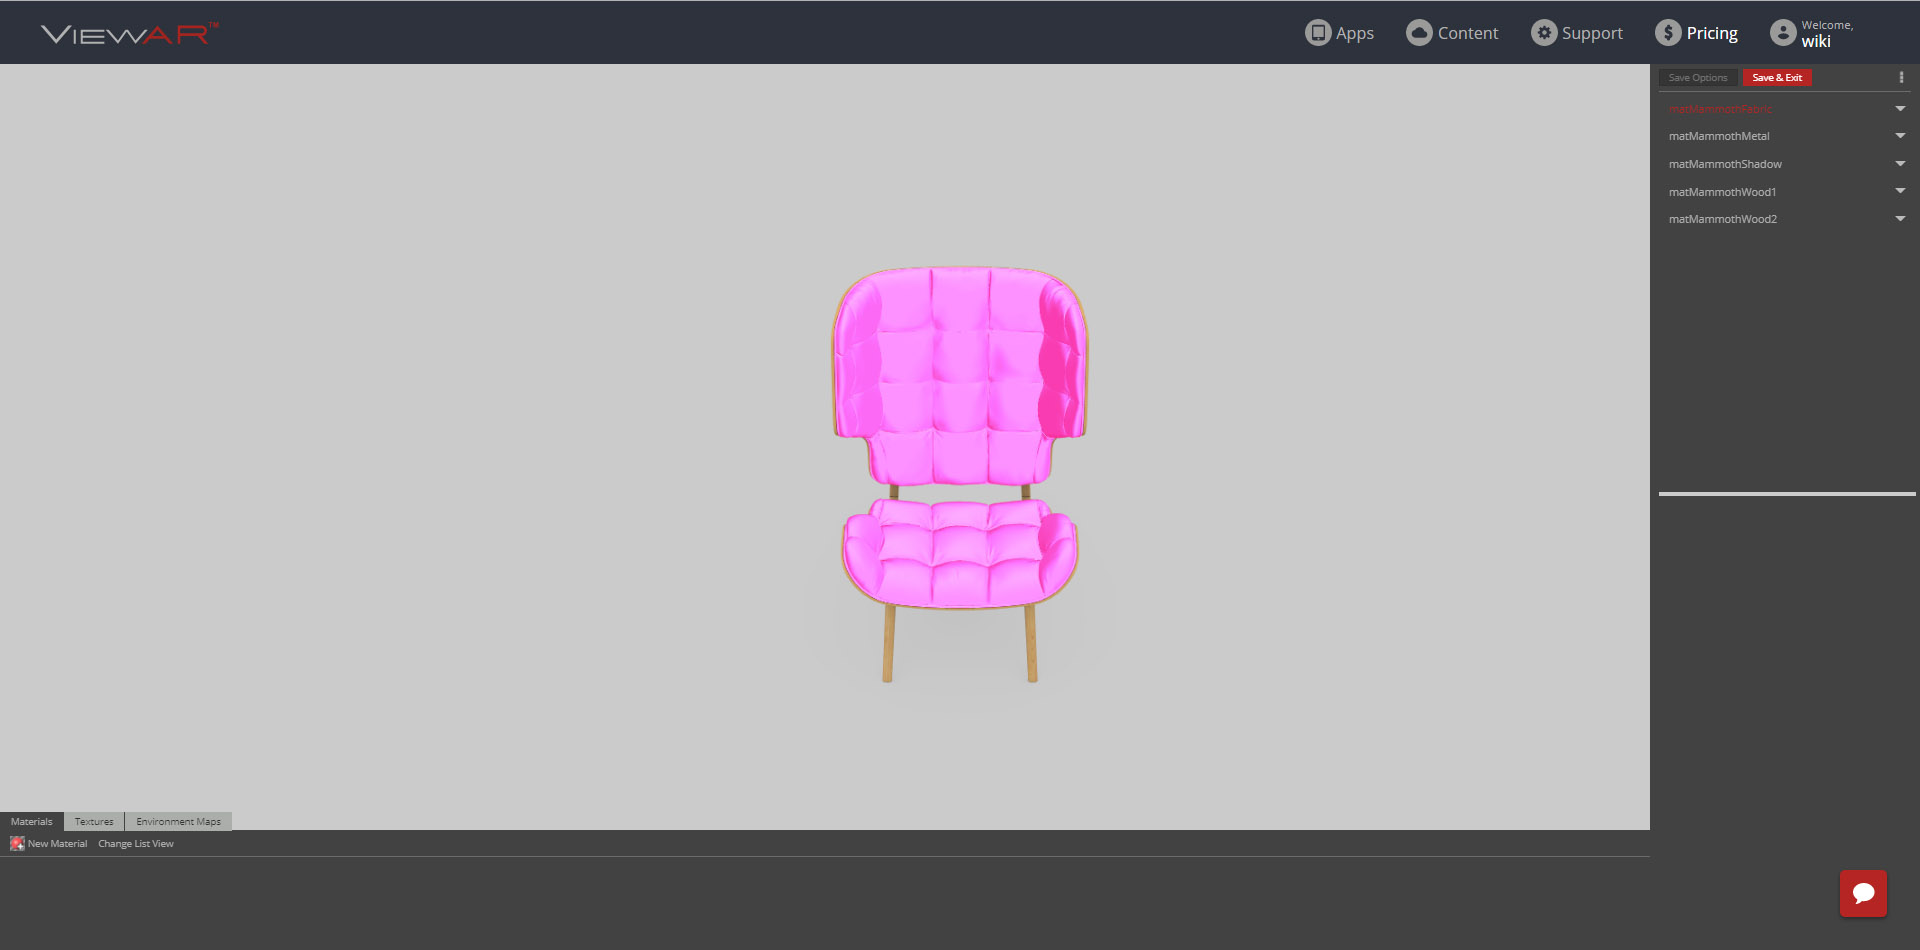 VIEWAR™
Apps
Content
Support
Pricing
Welcome,
wiki
Save Options
Save & Exit
matMammothFabric
matMammothMetal
matMammothShadow
matMammothWood1
matMammothWood2
Materials
Textures
Environment Maps
New Material
Change List View